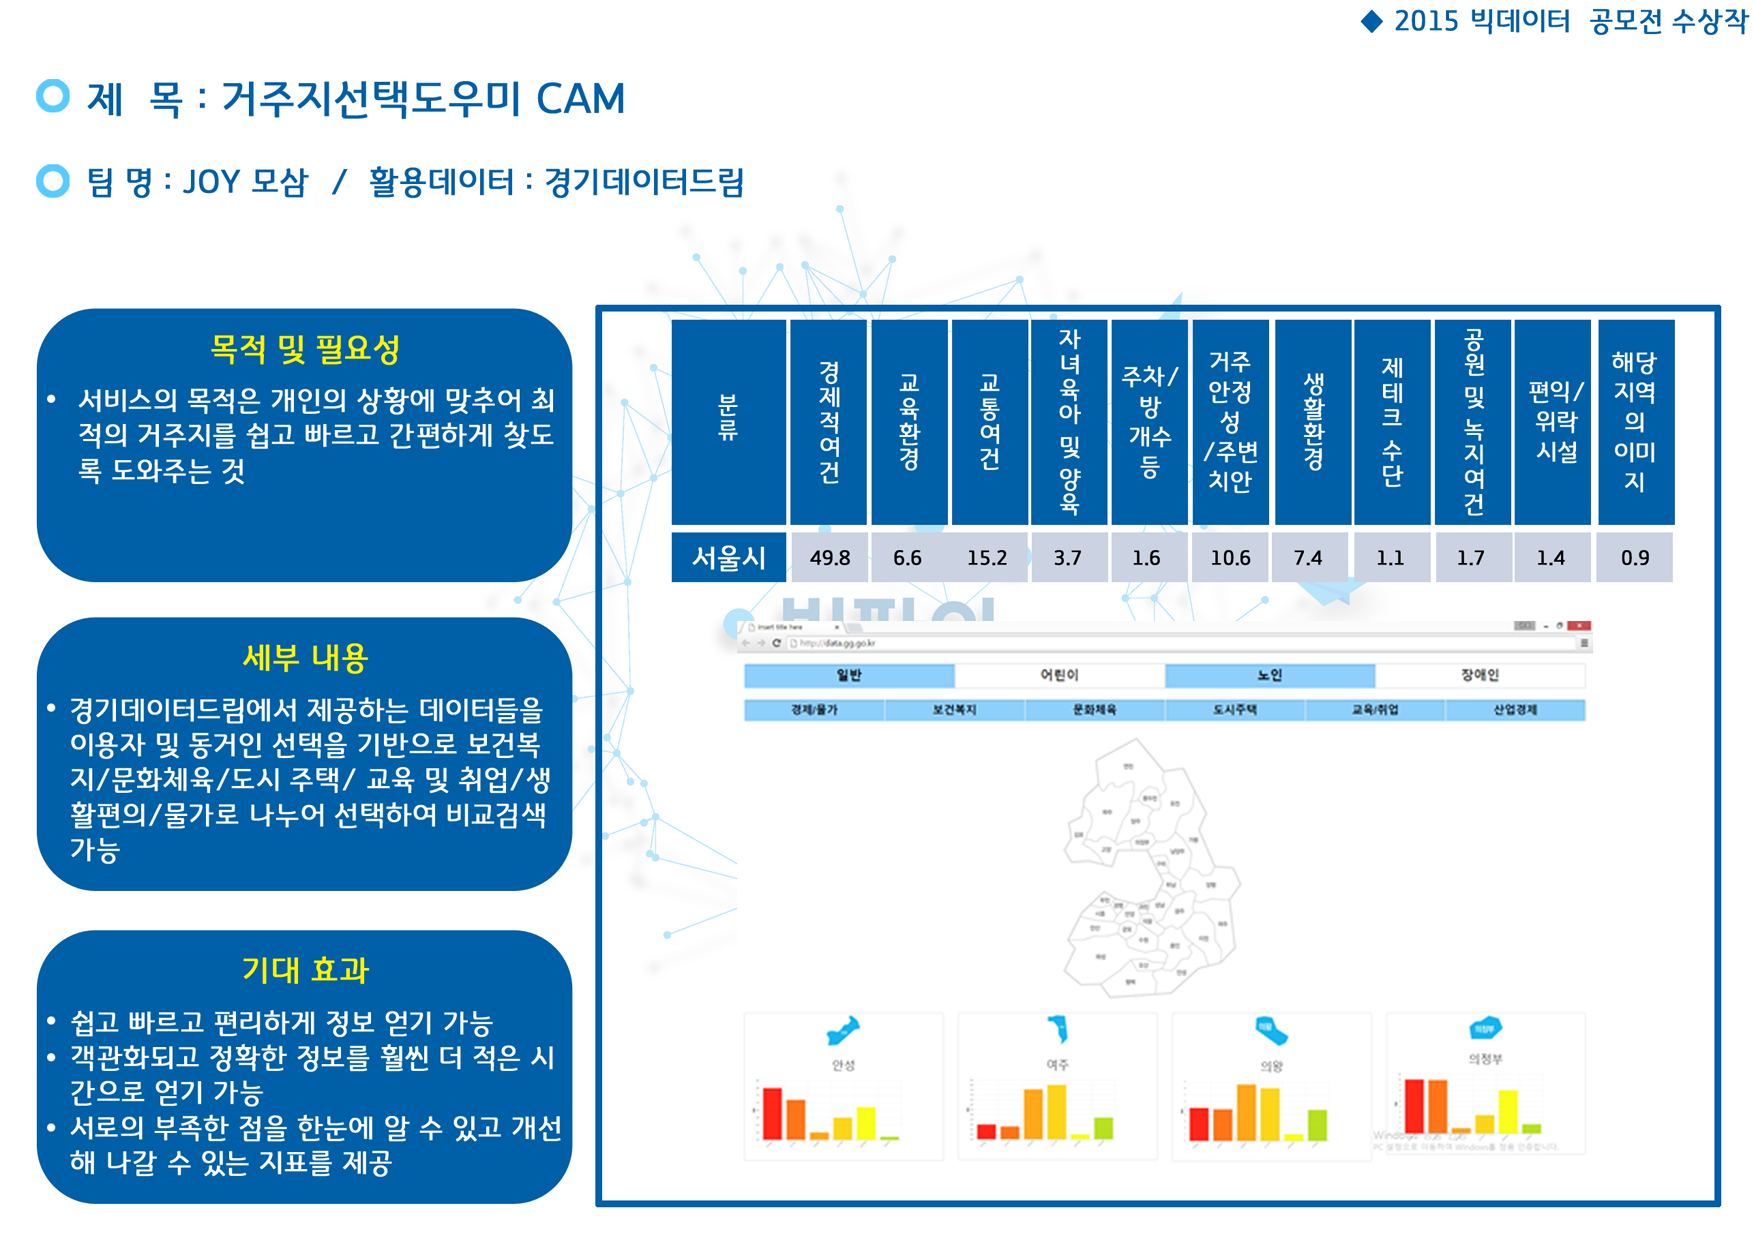 ◆ 2015 빅데이터 공모전 수상작
제 목 : 거주지선택도우미 CAM
팀 명 : JOY 모삼 / 활용데이터 : 경기데이터드림
목적 및 필요성
• 서비스의 목적은 개인의 상황에 맞추어 최
적의 거주지를 쉽고 빠르고 간편하게 찾도
록 도와주는 것
세부 내용
• 경기데이터드림에서 제공하는 데이터들을
이용자 및 동거인 선택을 기반으로 보건복
지/문화체육/도시 주택/ 교육 및 취업/생
활편의/물가로 나누어 선택하여 비교검색
가능
기대 효과
• 쉽고 빠르고 편리하게 정보 얻기 가능
• 객관화되고 정확한 정보를 훨씬 더 적은 시
간으로 얻기 가능
• 서로의 부족한 점을 한눈에 알 수 있고 개선
해 나갈 수 있는 지표를 제공
분류 경제적여건 교육환경 교통여건 자녀육아 및 양육 주차/방 개수 등 거주 안정성/주변 치안 생활환경 제테크 수단 공원 및 녹지여건 편익/위락 시설 해당 지역의 이미지
서울시 49.8 6.6 15.2 3.7 1.6 10.6 7.4 1.1 1.7 1.4 0.9
insert title here
http://data.gg.go.kr
일반 어린이 노인 장애인
경제/물가 보건복지 문화체육 도시주택 교육/취업 산업경제
안성 여주 의왕 의정부